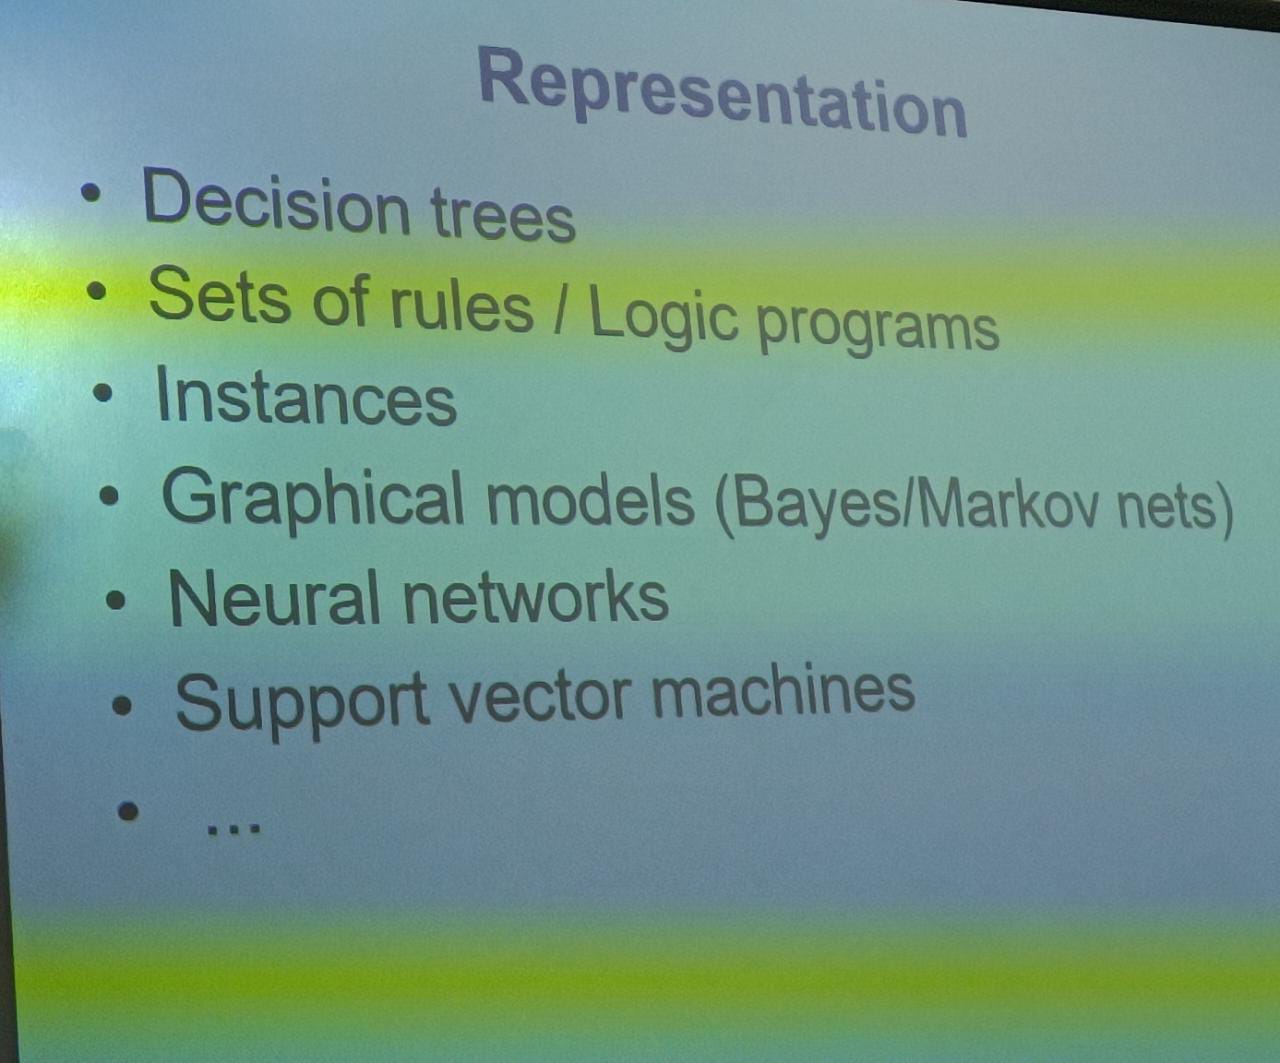 Representation
• Decision trees
• Sets of rules / Logic programs
• Instances
• Graphical models (Bayes/Markov nets)
• Neural networks
• Support vector machines
• ...